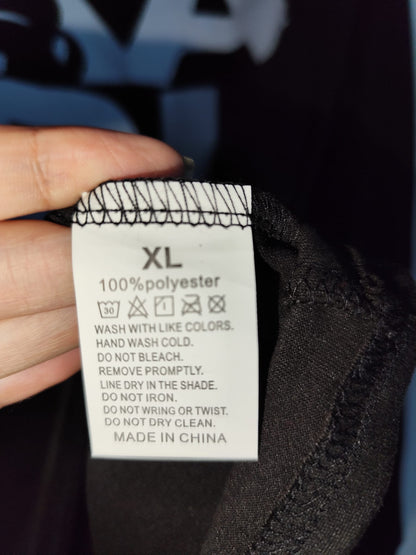 XL
100%polyester
30
WASH WITH LIKE COLORS.
HAND WASH COLD.
DO NOT BLEACH.
REMOVE PROMPTLY.
LINE DRY IN THE SHADE.
DO NOT IRON.
DO NOT WRING OR TWIST.
DO NOT DRY CLEAN.
MADE IN CHINA